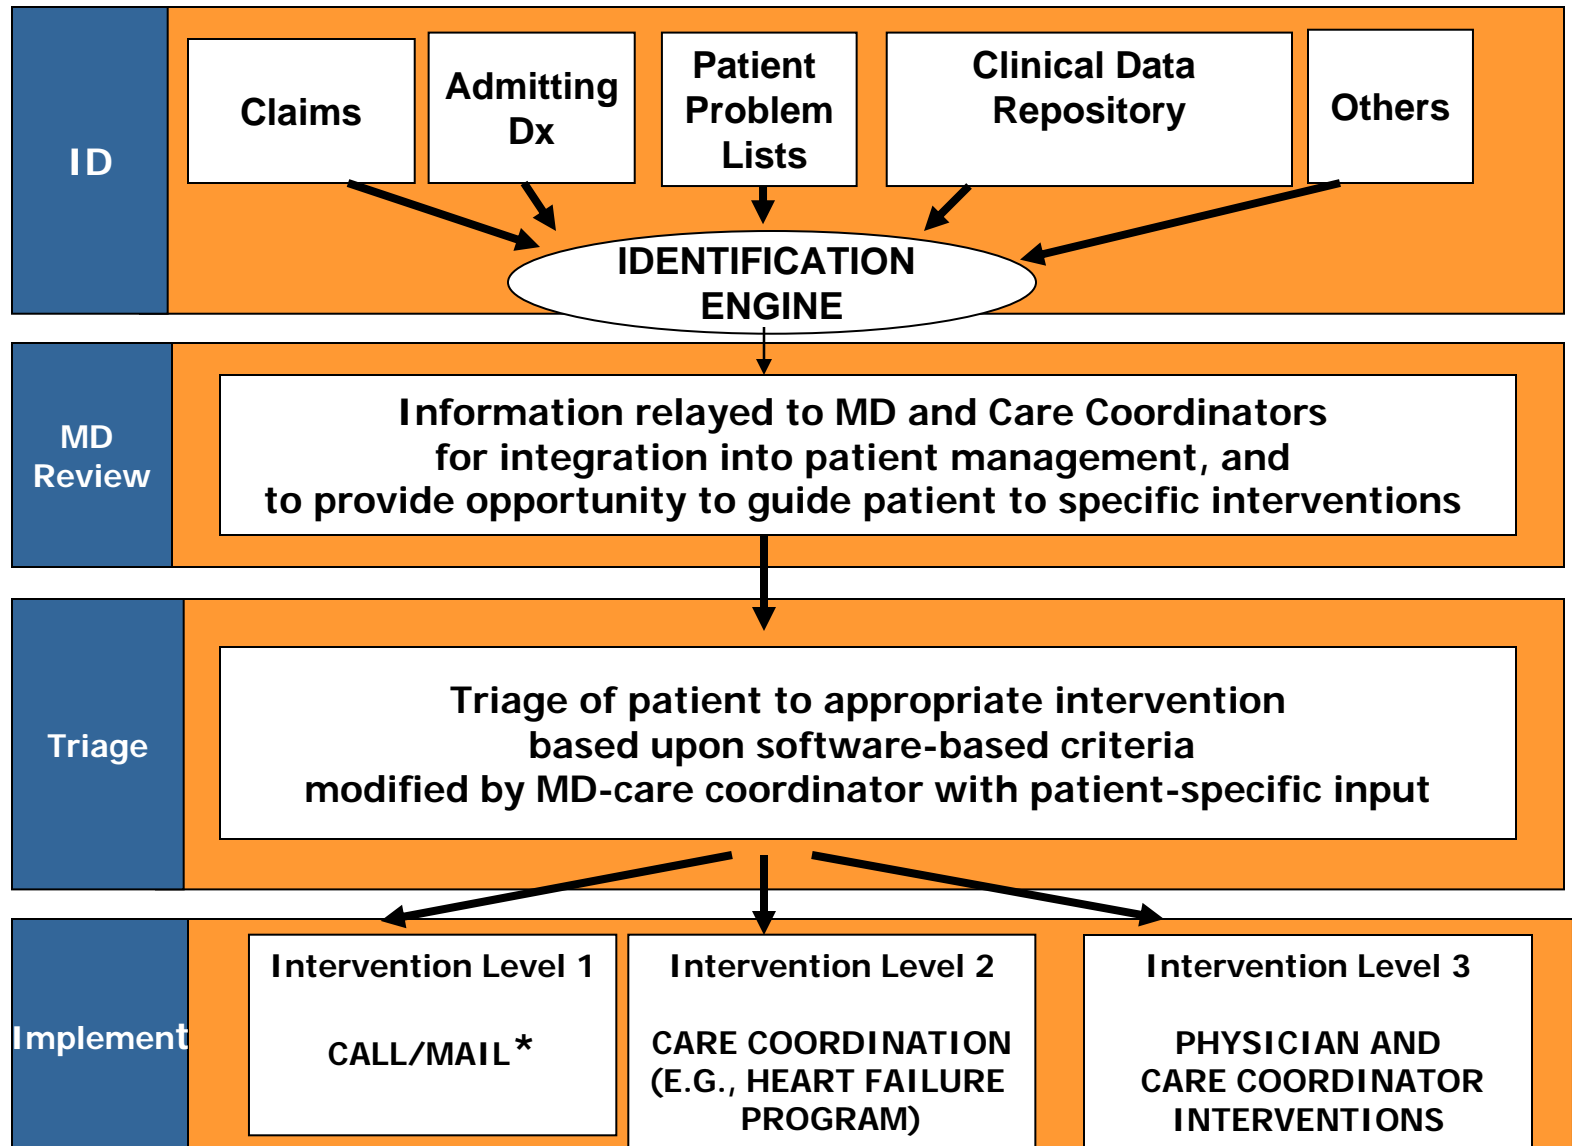 ID
Claims
Admitting
Dx
Patient
Problem
Lists
Clinical Data
Repository
Others
IDENTIFICATION
ENGINE
MD
Review
Information relayed to MD and Care Coordinators
for integration into patient management, and
to provide opportunity to guide patient to specific interventions
Triage
Triage of patient to appropriate intervention
based upon software-based criteria
modified by MD-care coordinator with patient-specific input
Implement
Intervention Level 1
CALL/MAIL*
Intervention Level 2
CARE COORDINATION
(E.G., HEART FAILURE
PROGRAM)
Intervention Level 3
PHYSICIAN AND
CARE COORDINATOR
INTERVENTIONS